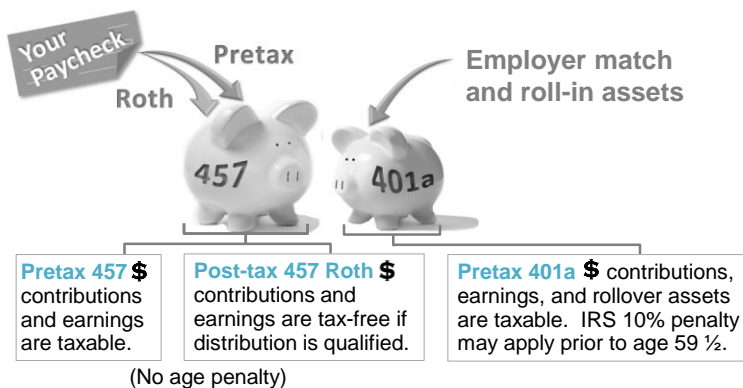 Your
Paycheck
Pretax
Roth
Employer match
and roll-in assets
457
401a
Pretax 457 $
contributions
and earnings
are taxable.
Post-tax 457 Roth $
contributions and
earnings are tax-free if
distribution is qualified.
Pretax 401a $ contributions,
earnings, and rollover assets
are taxable.  IRS 10% penalty
may apply prior to age 59 ½.
(No age penalty)